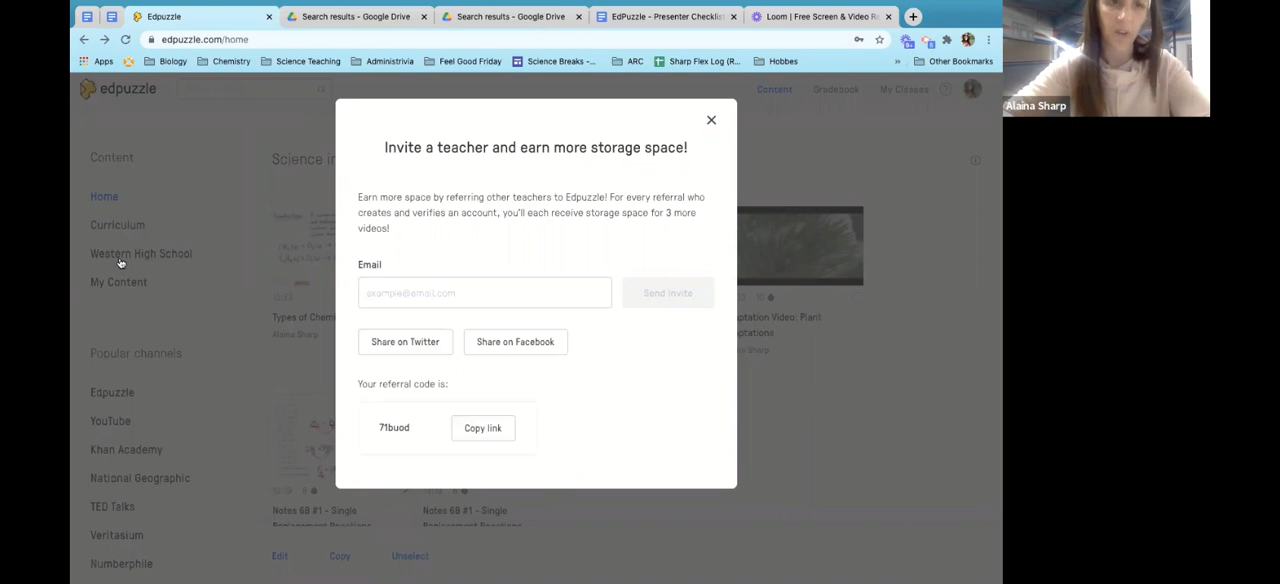 Edpuzzle
Search results - Google Drive
Search results - Google Drive
EdPuzzle - Presenter Checklist
Loom | Free Screen & Video Re
edpuzzle.com/home
Apps
Biology
Chemistry
Science Teaching
Administrivia
Feel Good Friday
Science Breaks -...
ARC
Sharp Flex Log (R...
Hobbes
»
Other Bookmarks
edpuzzle
Content
Gradebook
My Classes
Alaina Sharp
Content
Home
Curriculum
Western High School
My Content
Popular channels
Edpuzzle
YouTube
Khan Academy
National Geographic
TED Talks
Veritasium
Numberphile
Science in
Types of Chemi
Alaina Sharp
aptation Video: Plant
aptations
Invite a teacher and earn more storage space!
Earn more space by referring other teachers to Edpuzzle! For every referral who
creates and verifies an account, you'll each receive storage space for 3 more
videos!
Email
example@email.com
Send invite
Share on Twitter
Share on Facebook
Your referral code is:
71buod
Copy link
Notes 6B #1 - Single
Replacement Reactions
Notes 6B #1 - Single
Replacement Reactions
Edit
Copy
Unselect